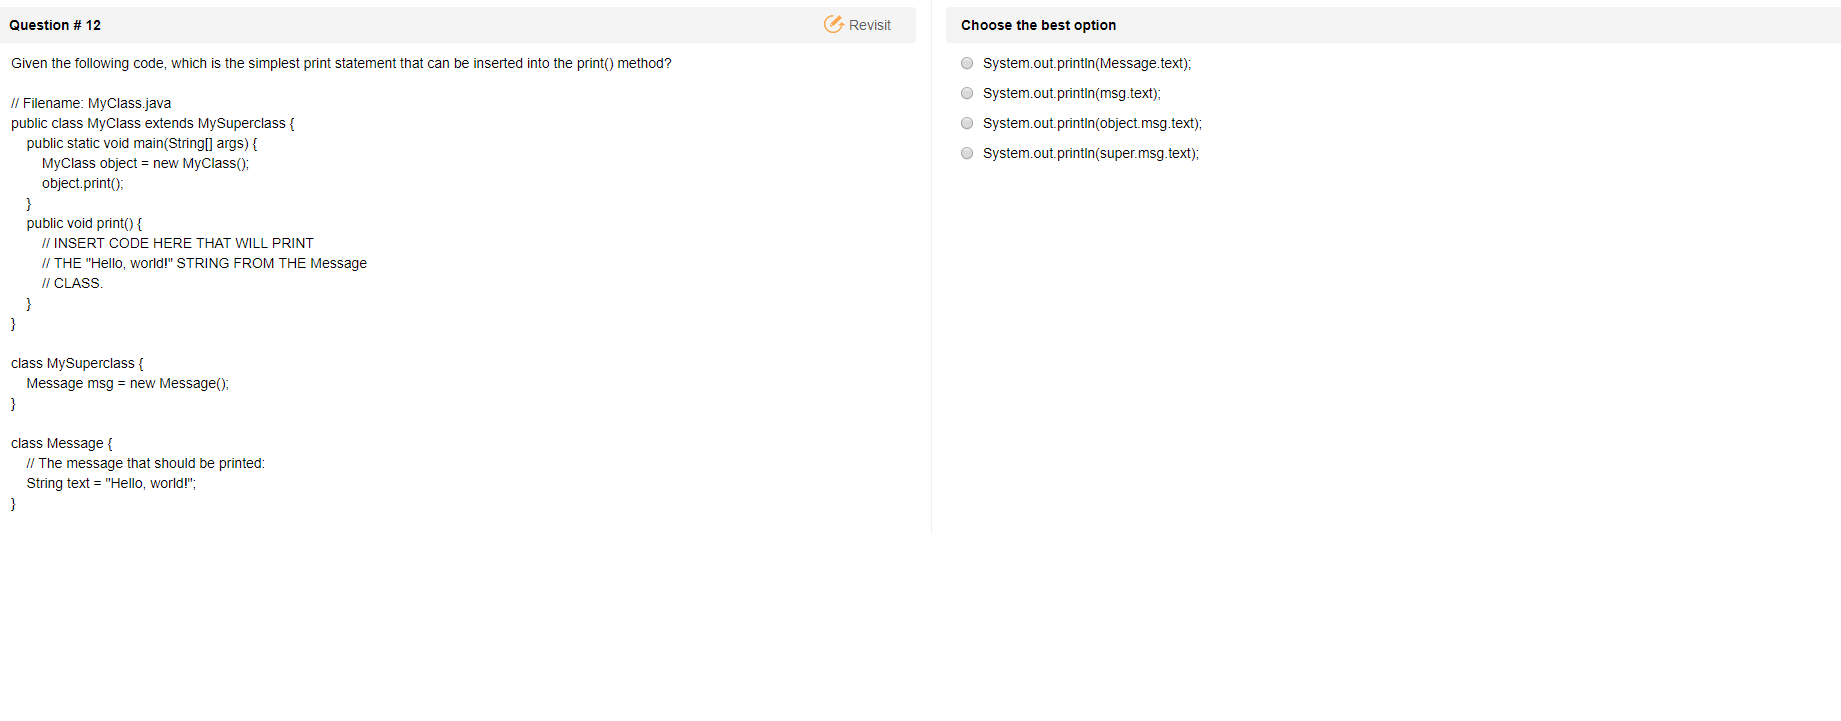 Question # 12
Revisit
Given the following code, which is the simplest print statement that can be inserted into the print() method?
// Filename: MyClass.java
public class MyClass extends MySuperclass {
public static void main(String[] args) {
MyClass object = new MyClass();
object.print();
}
public void print() {
// INSERT CODE HERE THAT WILL PRINT
// THE "Hello, world!" STRING FROM THE Message
// CLASS.
}
}
class MySuperclass {
Message msg = new Message();
}
class Message {
// The message that should be printed:
String text = "Hello, world!";
}
Choose the best option
System.out.println(Message.text);
System.out.println(msg.text);
System.out.println(object.msg.text);
System.out.println(super.msg.text);